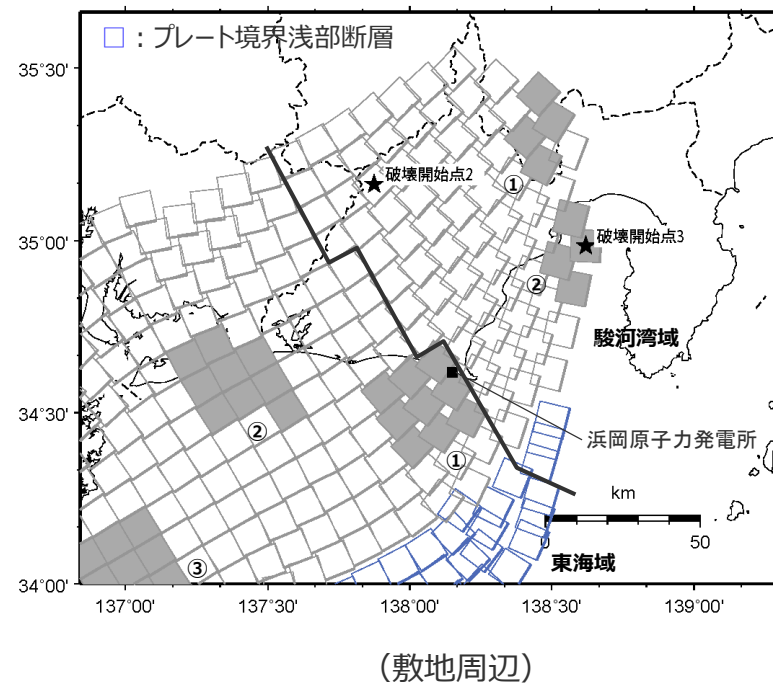 □：プレート境界浅部断層
35°30'
破壊開始点2
①
35°00'
破壊開始点3
②
駿河湾域
34°30'
②
浜岡原子力発電所
①
km
0
50
③
東海域
34°00'
137°00'
137°30'
138°00'
138°30'
139°00'
（敷地周辺）